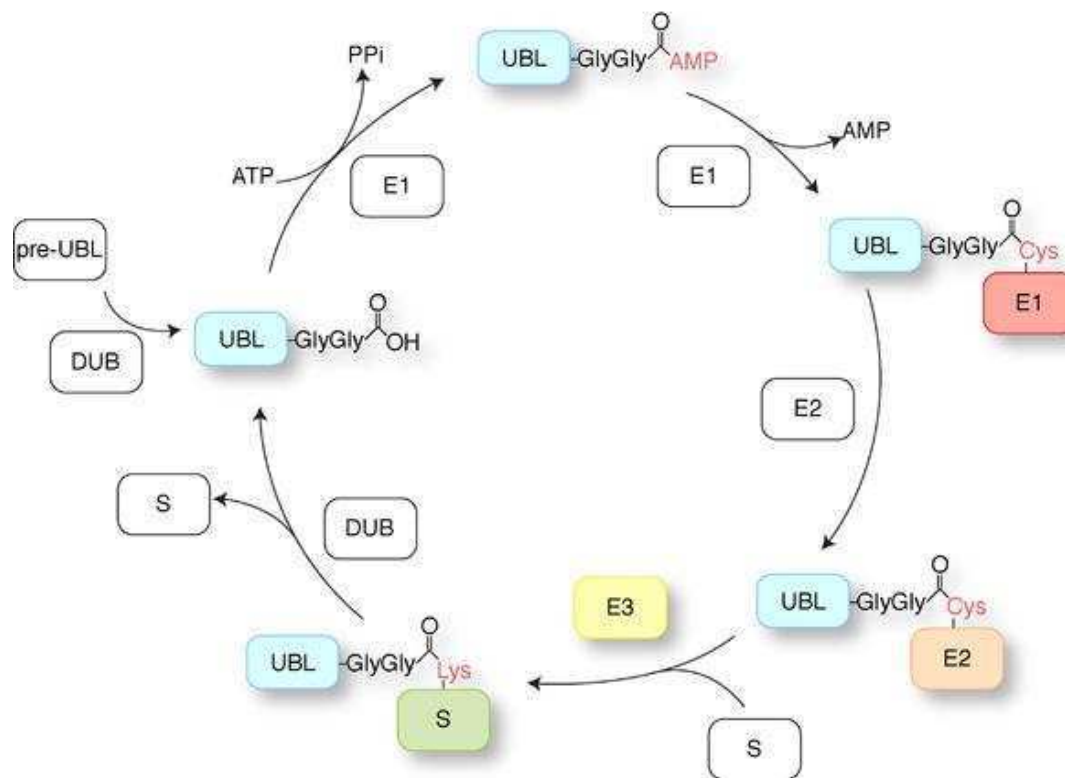 O
PPi
UBL
-GlyGly
AMP
AMP
E1
E1
ATP
O
pre-UBL
UBL
-GlyGly
Cys
E1
O
UBL
-GlyGly
OH
DUB
E2
S
DUB
O
E3
UBL
-GlyGly
Cys
O
E2
UBL
-GlyGly
Lys
S
S